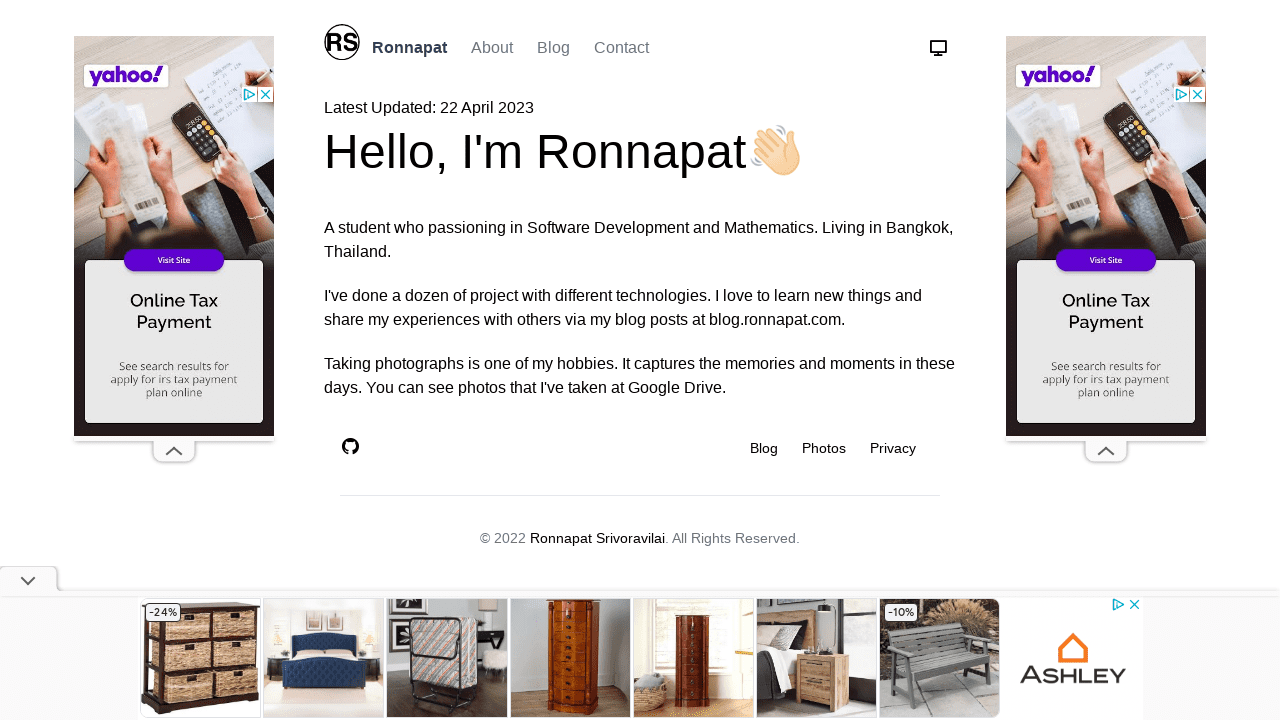 RS
Ronnapat About Blog Contact
Latest Updated: 22 April 2023
Hello, I'm Ronnapat👋🏼
A student who passioning in Software Development and Mathematics. Living in Bangkok,
Thailand.
I've done a dozen of project with different technologies. I love to learn new things and
share my experiences with others via my blog posts at blog.ronnapat.com.
Taking photographs is one of my hobbies. It captures the memories and moments in these
days. You can see photos that I've taken at Google Drive.
Blog Photos Privacy
© 2022 Ronnapat Srivoravilai. All Rights Reserved.
yahoo!
Visit Site
Online Tax
Payment
See search results for
apply for irs tax payment
plan online
yahoo!
Visit Site
Online Tax
Payment
See search results for
apply for irs tax payment
plan online
-24%
-10%
ASHLEY